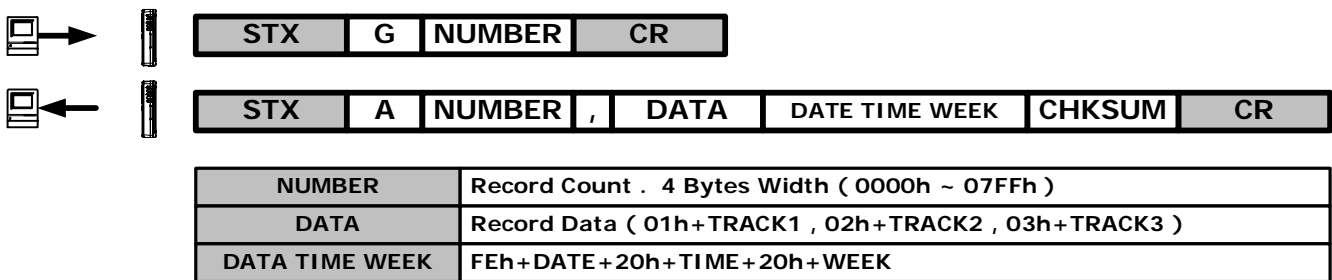 STX G NUMBER CR
STX A NUMBER , DATA DATE TIME WEEK CHKSUM CR
NUMBER Record Count . 4 Bytes Width ( 0000h ~ 07FFh )
DATA Record Data ( 01h+TRACK1 , 02h+TRACK2 , 03h+TRACK3 )
DATA TIME WEEK FEh+DATE+20h+TIME+20h+WEEK